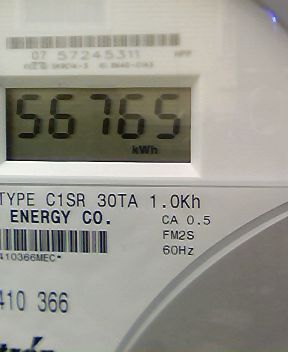 07 57245311
56765
kWh
TYPE C1SR 30TA 1.0Kh
ENERGY CO.
CA 0.5
FM2S
60Hz
410366MEC*
410 366